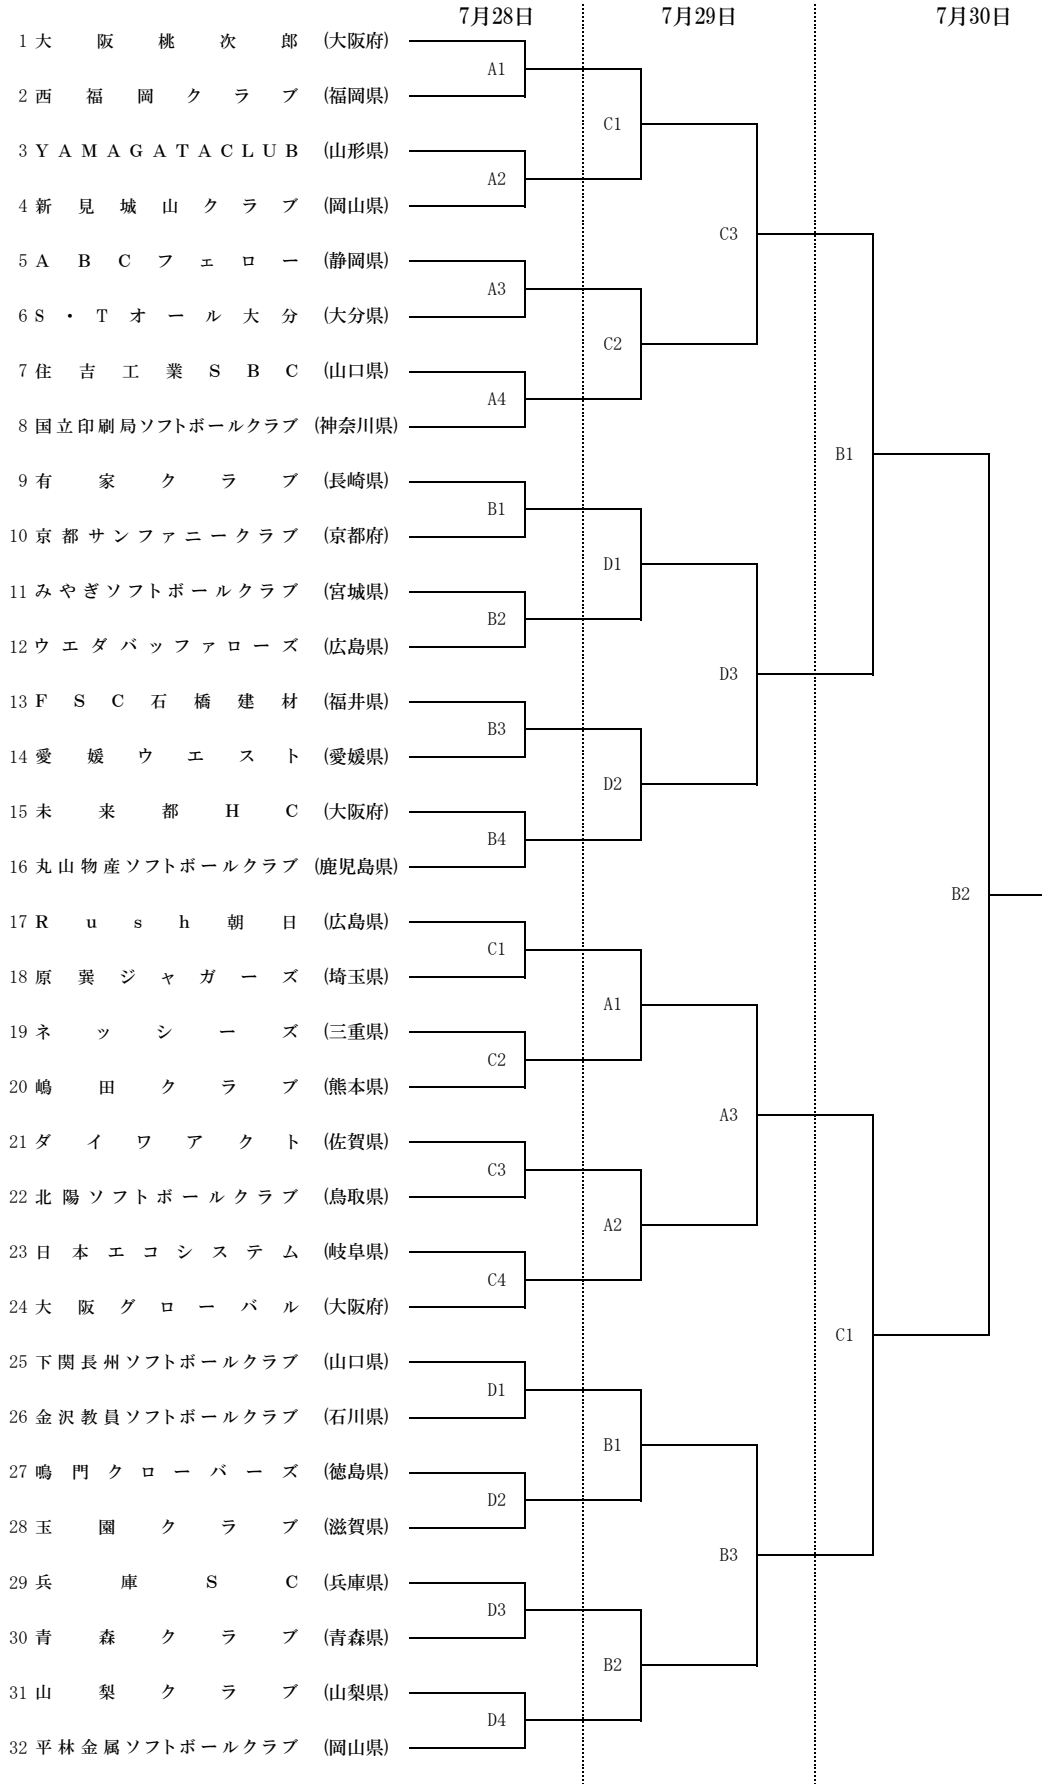 7月28日 7月29日 7月30日
1 大阪桃次郎 (大阪府)
A1
2 西福岡クラブ (福岡県)
C1
3 YAMAGATACLUB (山形県)
A2
4 新見城山クラブ (岡山県)
C3
5 ABCフェロー (静岡県)
A3
6 S・Tオール大分 (大分県)
C2
7 住吉工業SBC (山口県)
A4
8 国立印刷局ソフトボールクラブ (神奈川県)
B1
9 有家クラブ (長崎県)
B1
10 京都サンファニークラブ (京都府)
D1
11 みやぎソフトボールクラブ (宮城県)
B2
12 ウエダバッファローズ (広島県)
D3
13 FSC石橋建材 (福井県)
B3
14 愛媛ウエスト (愛媛県)
D2
15 未来都HC (大阪府)
B4
16 丸山物産ソフトボールクラブ (鹿児島県)
B2
17 Rush朝日 (広島県)
C1
18 原巽ジャガーズ (埼玉県)
A1
19 ネッシーズ (三重県)
C2
20 嶋田クラブ (熊本県)
A3
21 ダイワアクト (佐賀県)
C3
22 北陽ソフトボールクラブ (鳥取県)
A2
23 日本エコシステム (岐阜県)
C4
24 大阪グローバル (大阪府)
C1
25 下関長州ソフトボールクラブ (山口県)
D1
26 金沢教員ソフトボールクラブ (石川県)
B1
27 鳴門クローバーズ (徳島県)
D2
28 玉園クラブ (滋賀県)
B3
29 兵庫SC (兵庫県)
D3
30 青森クラブ (青森県)
B2
31 山梨クラブ (山梨県)
D4
32 平林金属ソフトボールクラブ (岡山県)